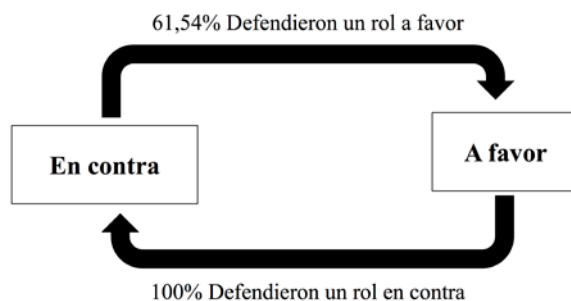 61,54% Defendieron un rol a favor
En contra
A favor
100% Defendieron un rol en contra